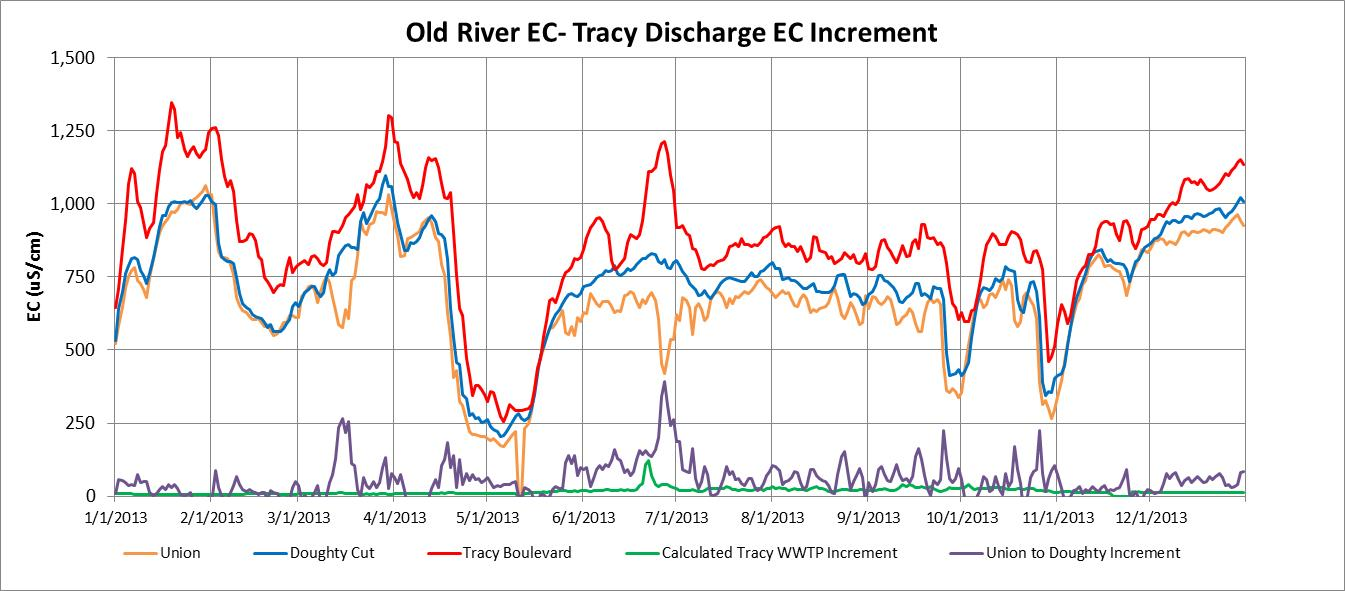 Old River EC- Tracy Discharge EC Increment
1,500
1,250
1,000
750
500
250
0
EC (uS/cm)
1/1/2013 2/1/2013 3/1/2013 4/1/2013 5/1/2013 6/1/2013 7/1/2013 8/1/2013 9/1/2013 10/1/2013 11/1/2013 12/1/2013
Union Doughty Cut Tracy Boulevard Calculated Tracy WWTP Increment Union to Doughty Increment